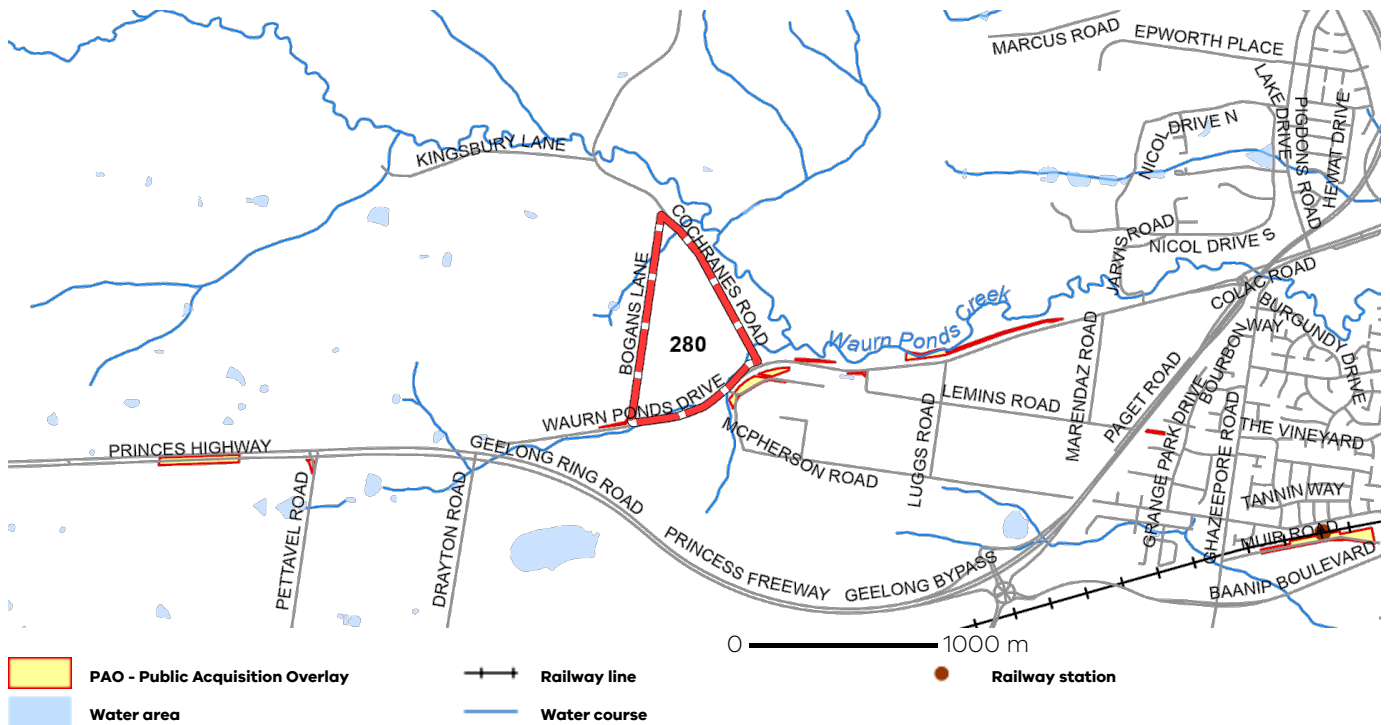 MARCUS ROAD
EPWORTH PLACE
LAKE DRIVE
PIGDONS ROAD
HEWAT DRIVE
NICOL DRIVE N
KINGSBURY LANE
COCHRANES ROAD
JARVIS ROAD
NICOL DRIVE S
BOGANS LANE
280
Waurn Ponds Creek
COLAC ROAD
BURGUNDY DRIVE
WAY
BOURBON
MARENDAZ ROAD
PAGET ROAD
GRANGE PARK DRIVE
WAURN PONDS DRIVE
LEMINS ROAD
LUGGS ROAD
THE VINEYARD
PRINCES HIGHWAY
GEELONG RING ROAD
MCPHERSON ROAD
GHAZEEPORE ROAD
TANNIN WAY
PETTAVEL ROAD
DRAYTON ROAD
PRINCESS FREEWAY
GEELONG BYPASS
MUIR ROAD
BAANIP BOULEVARD
0 1000 m
PAO - Public Acquisition Overlay
Railway line
Railway station
Water area
Water course